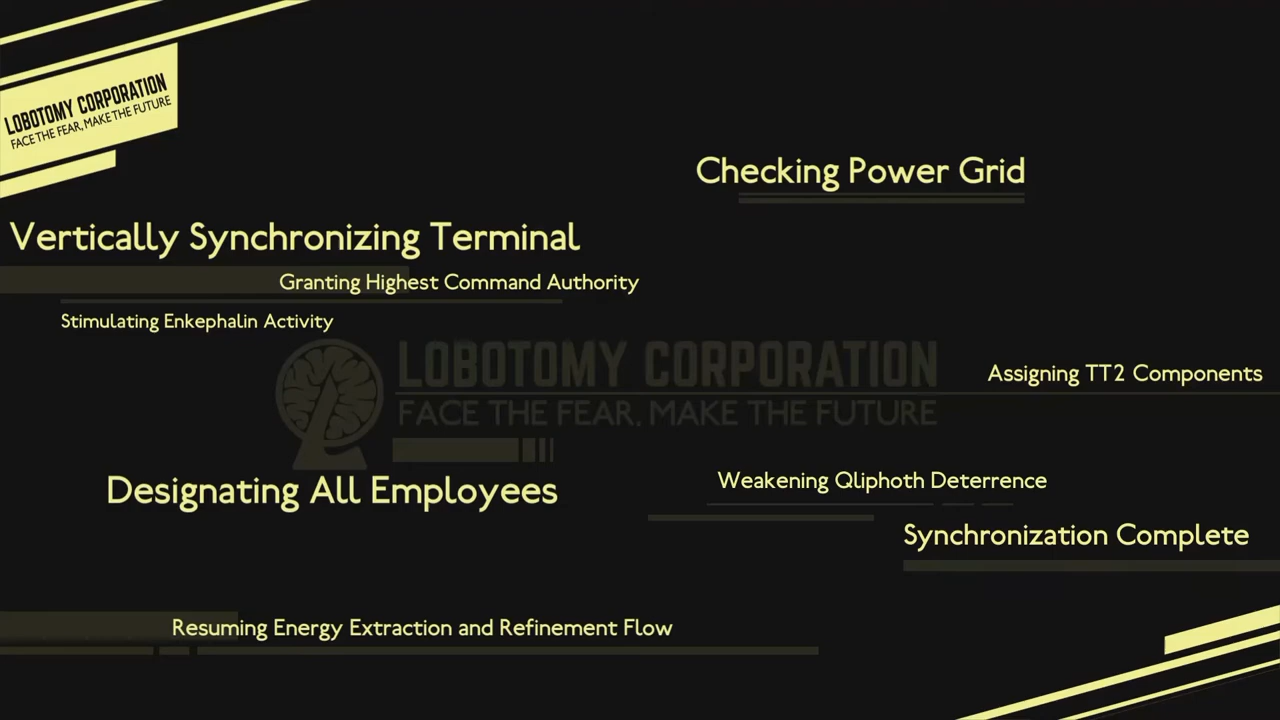 LOBOTOMY CORPORATION
FACE THE FEAR, MAKE THE FUTURE
Checking Power Grid
Vertically Synchronizing Terminal
Granting Highest Command Authority
Stimulating Enkephalin Activity
LOBOTOMY CORPORATION
FACE THE FEAR, MAKE THE FUTURE
Assigning TT2 Components
Designating All Employees
Weakening Qliphoth Deterrence
Synchronization Complete
Resuming Energy Extraction and Refinement Flow